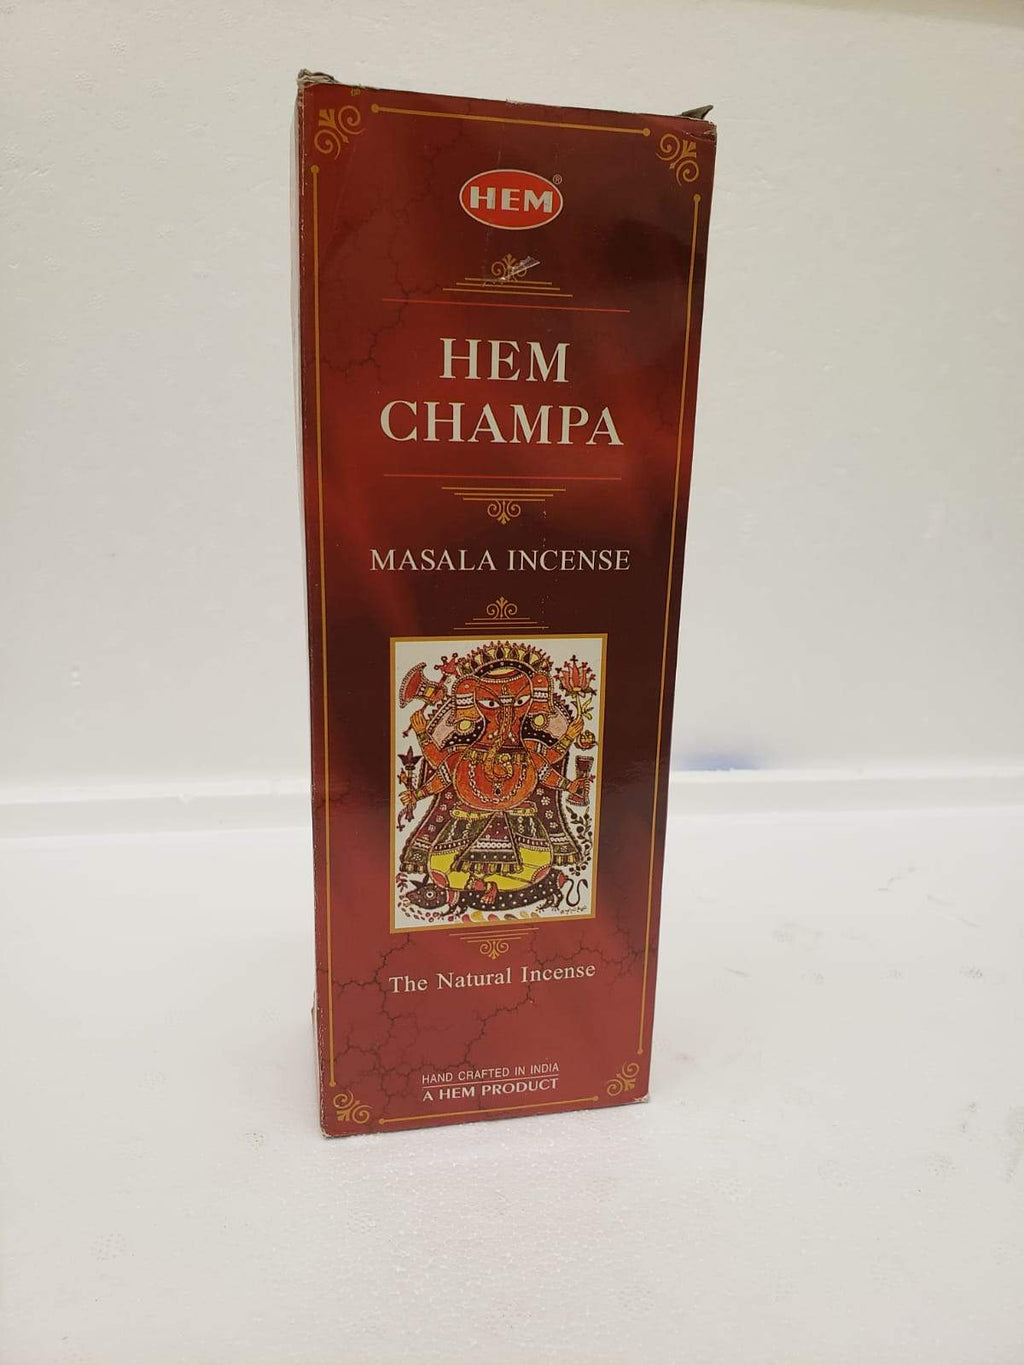 HEM®
HEM
CHAMPA
MASALA INCENSE
The Natural Incense
HAND CRAFTED IN INDIA
A HEM PRODUCT